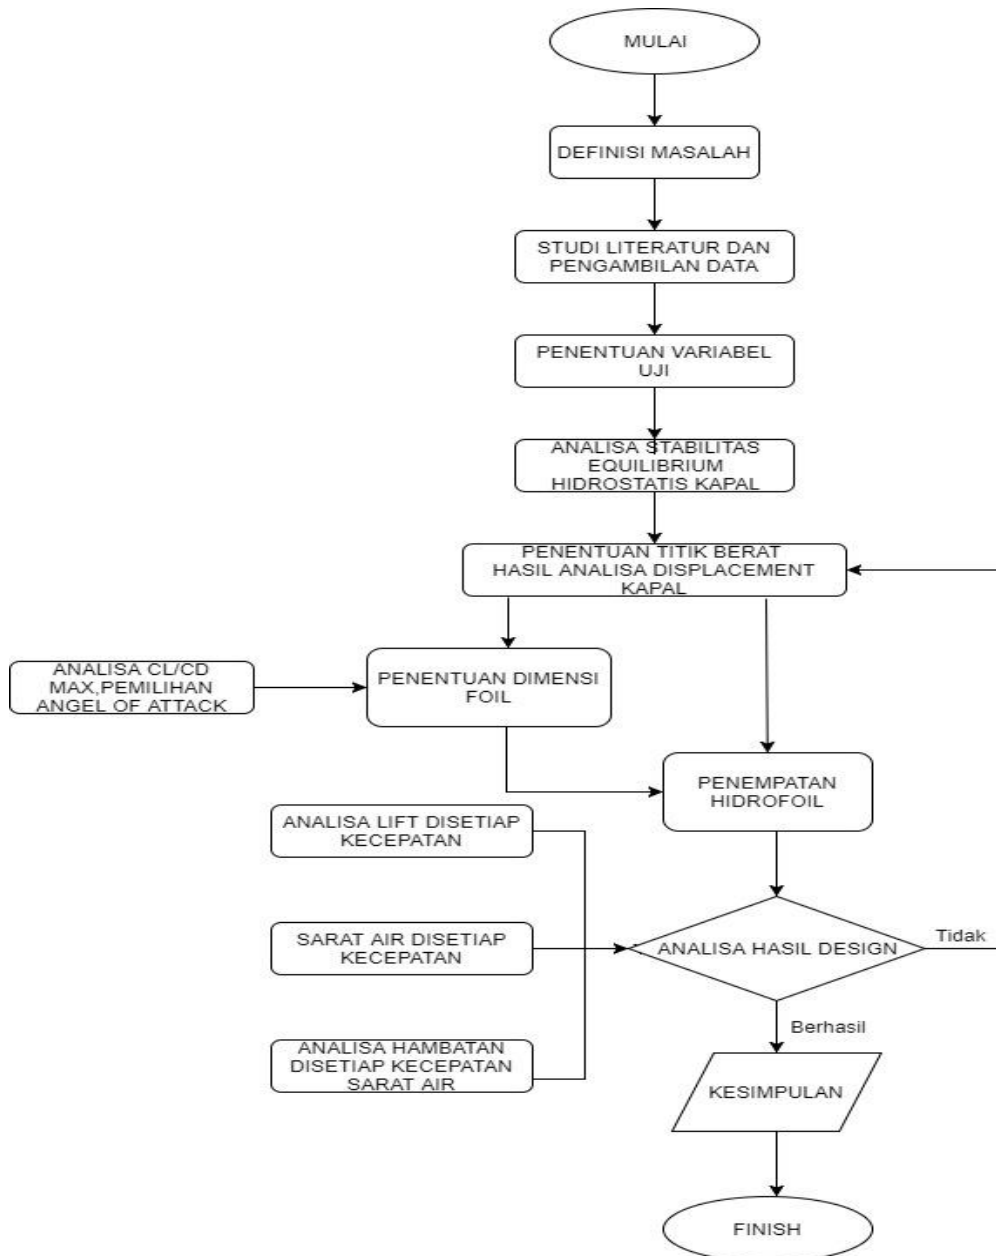 MULAI
DEFINISI MASALAH
STUDI LITERATUR DAN
PENGAMBILAN DATA
PENENTUAN VARIABEL
UJI
ANALISA STABILITAS
EQUILIBRIUM
HIDROSTATIS KAPAL
PENENTUAN TITIK BERAT
HASIL ANALISA DISPLACEMENT
KAPAL
ANALISA CL/CD
MAX,PEMILIHAN
ANGEL OF ATTACK
PENENTUAN DIMENSI
FOIL
PENEMPATAN
HIDROFOIL
ANALISA LIFT DISETIAP
KECEPATAN
SARAT AIR DISETIAP
KECEPATAN
ANALISA HASIL DESIGN
Tidak
Berhasil
ANALISA HAMBATAN
DISETIAP KECEPATAN
SARAT AIR
KESIMPULAN
FINISH